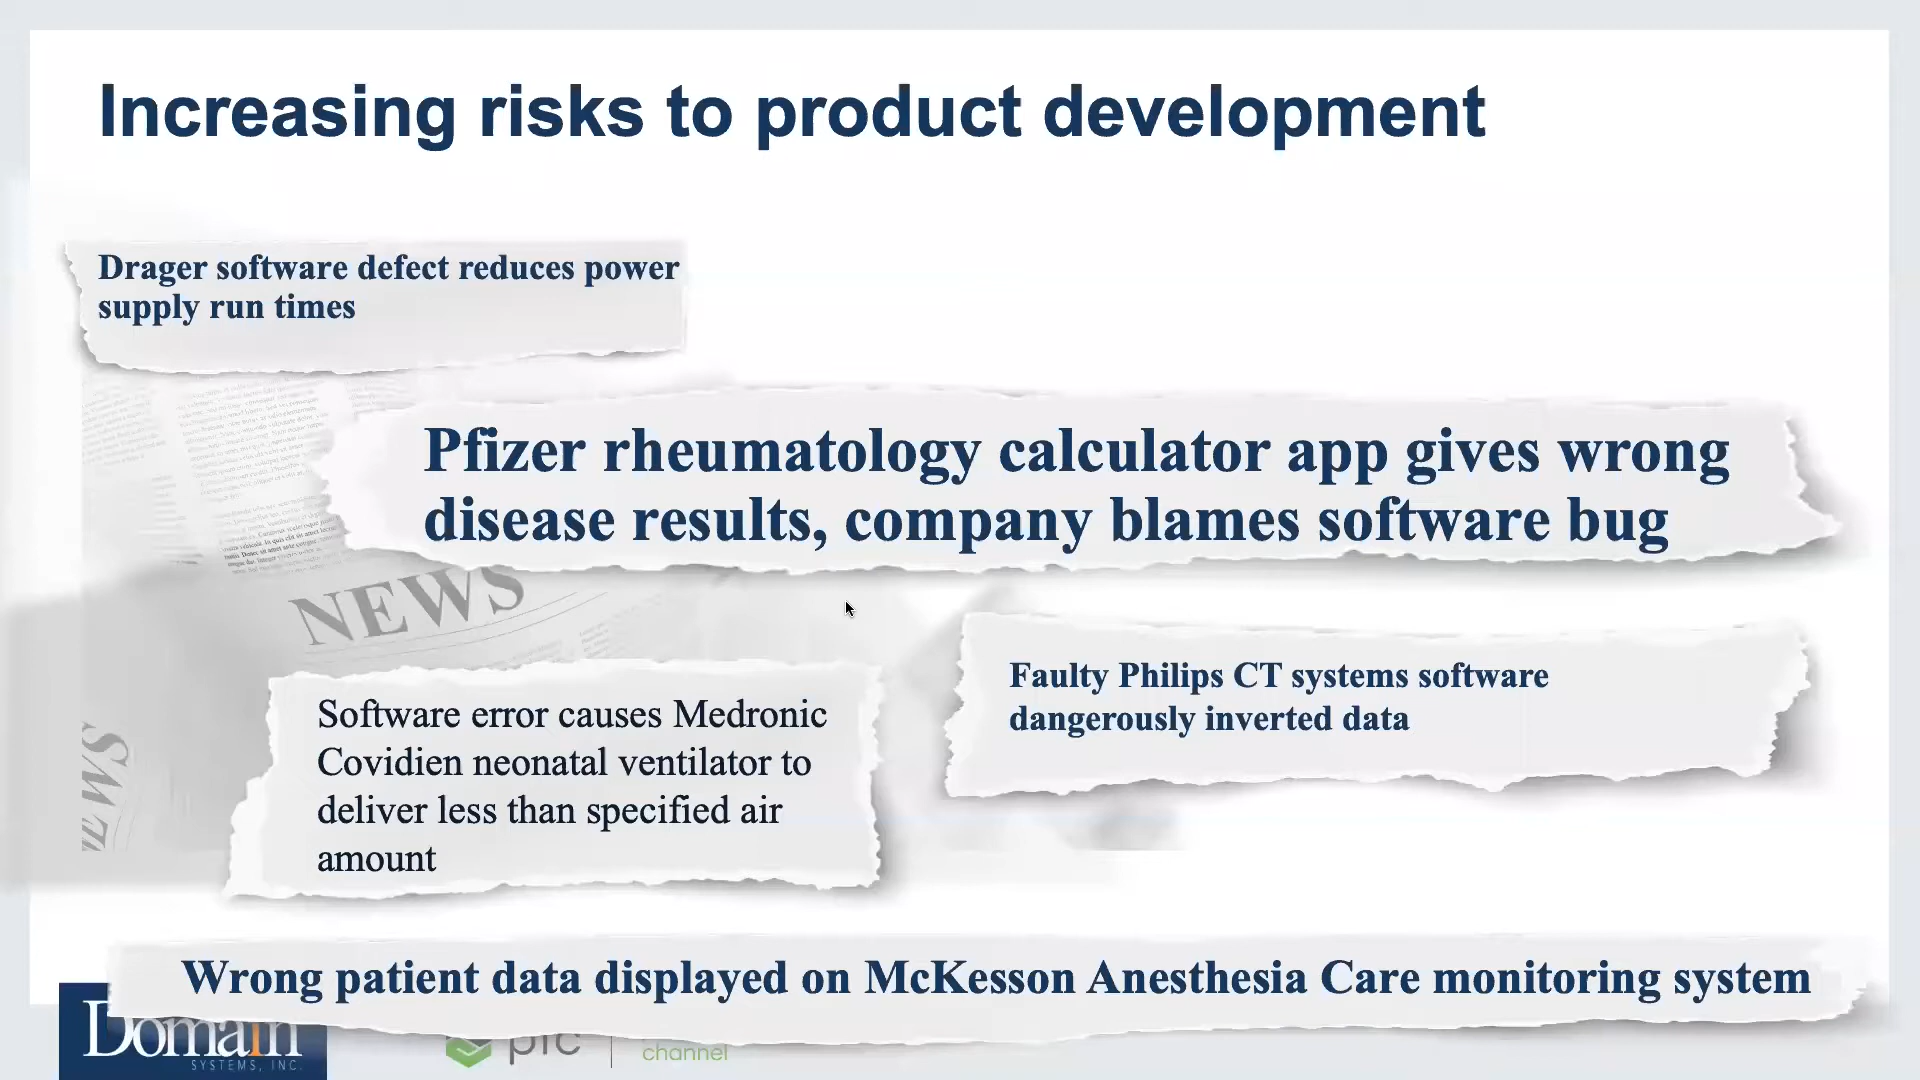 Increasing risks to product development
Drager software defect reduces power
supply run times
Pfizer rheumatology calculator app gives wrong
disease results, company blames software bug
NEWS
Faulty Philips CT systems software
dangerously inverted data
Software error causes Medronic
Covidien neonatal ventilator to
deliver less than specified air
amount
Wrong patient data displayed on McKesson Anesthesia Care monitoring system
Domain
SYSTEMS, INC.
ptc
channel